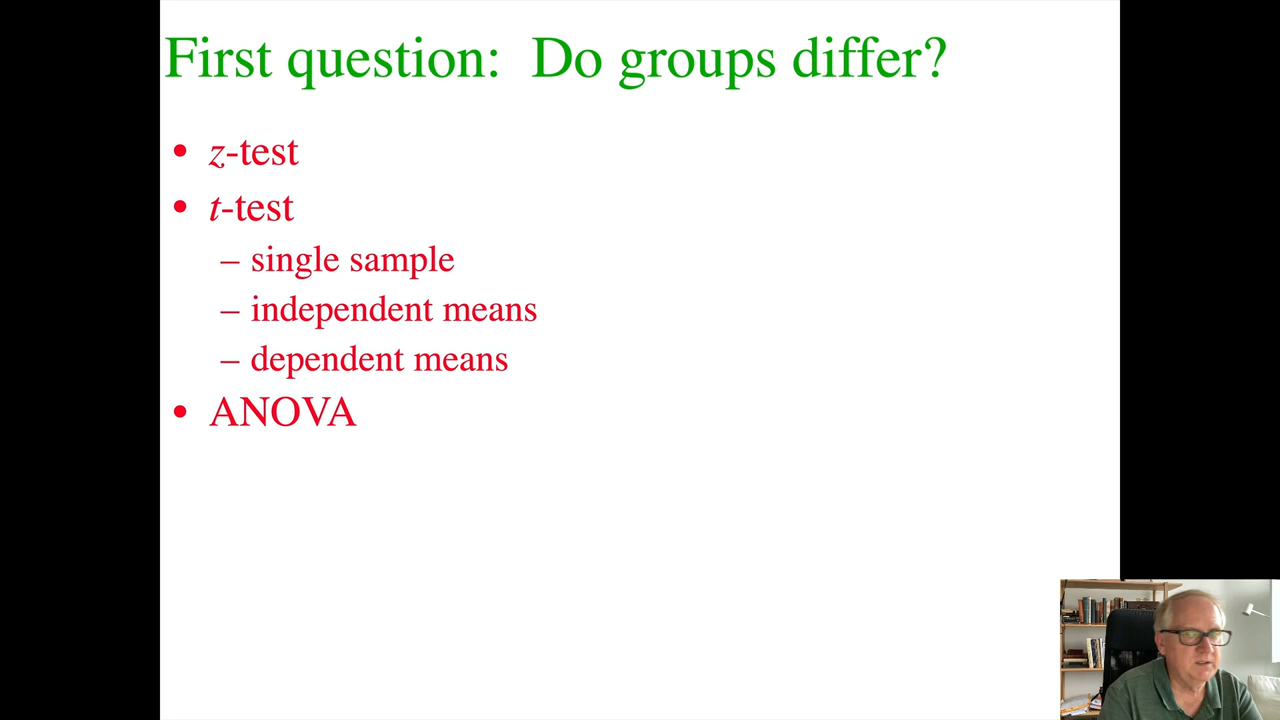 First question: Do groups differ?
• z-test
• t-test
– single sample
– independent means
– dependent means
• ANOVA